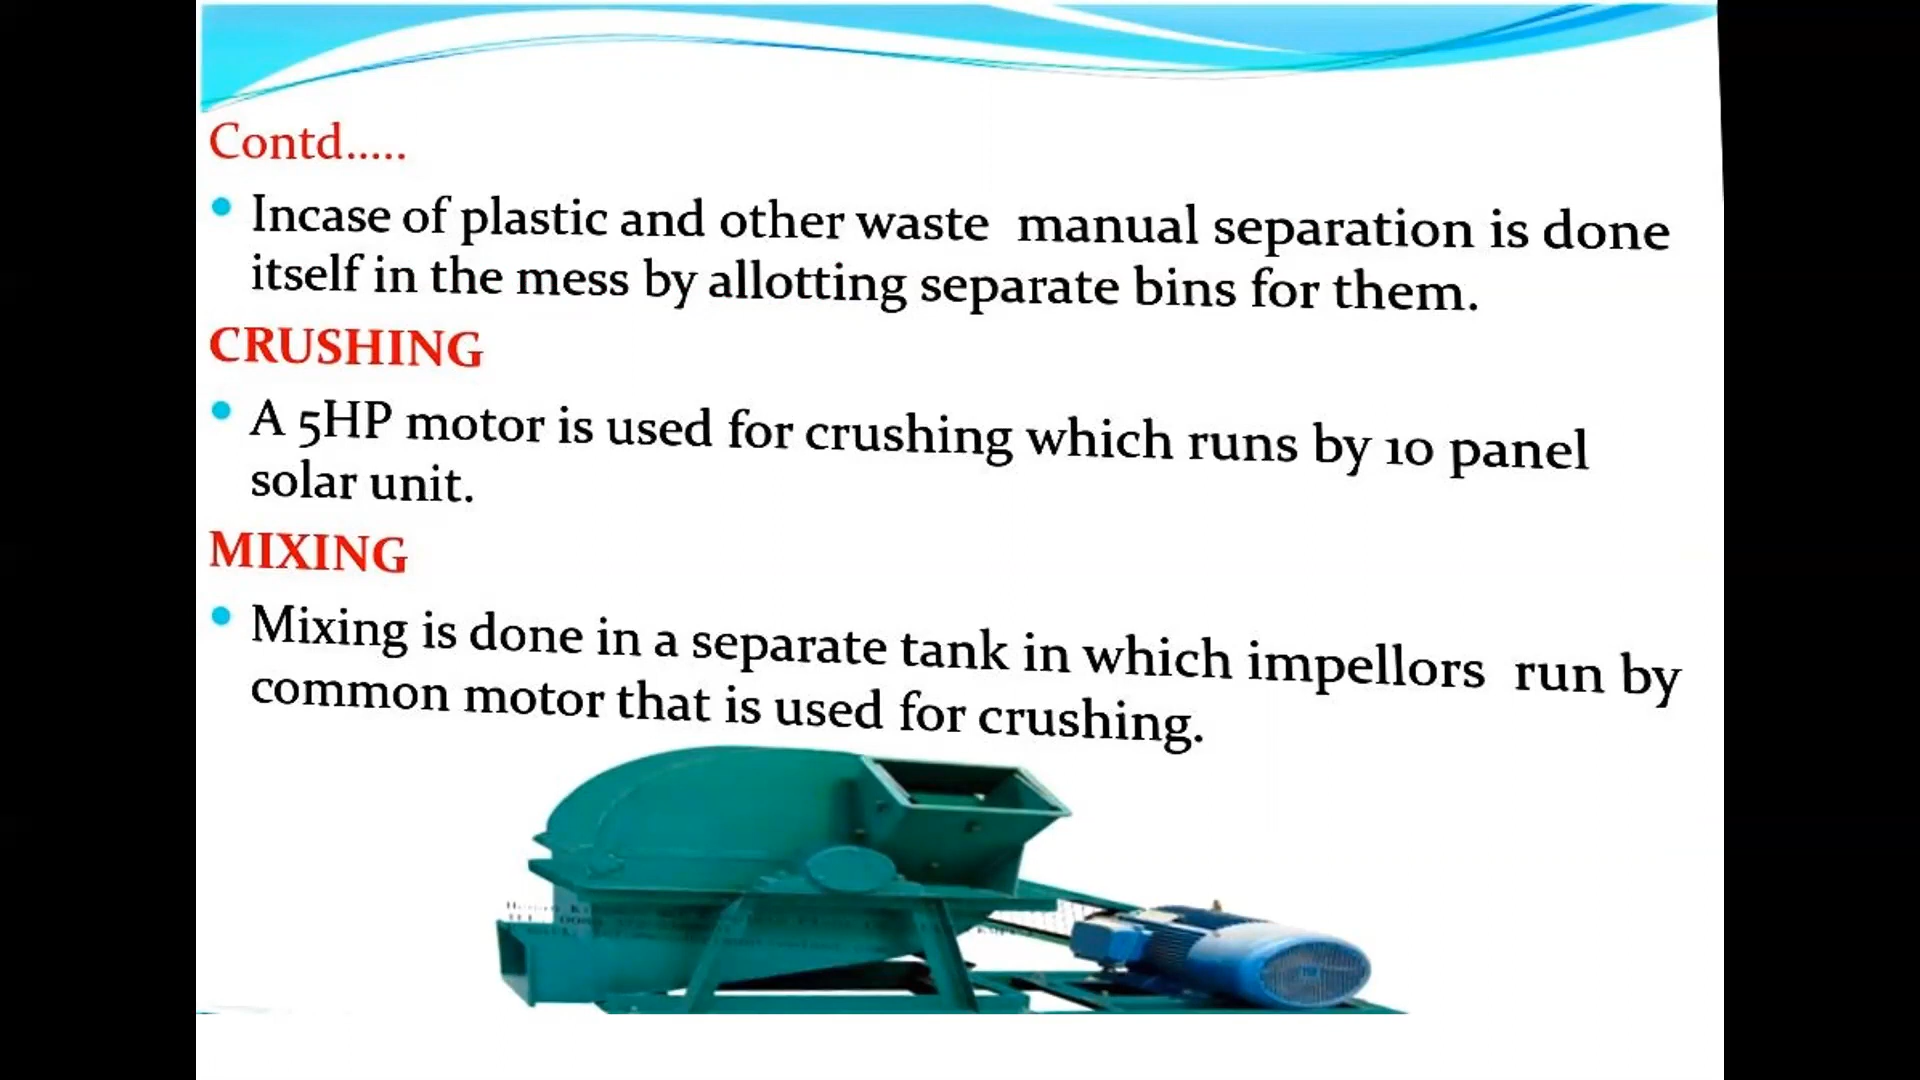 Contd.....
Incase of plastic and other waste manual separation is done
itself in the mess by allotting separate bins for them.
CRUSHING
A 5HP motor is used for crushing which runs by 10 panel
solar unit.
MIXING
Mixing is done in a separate tank in which impellors run by
common motor that is used for crushing.